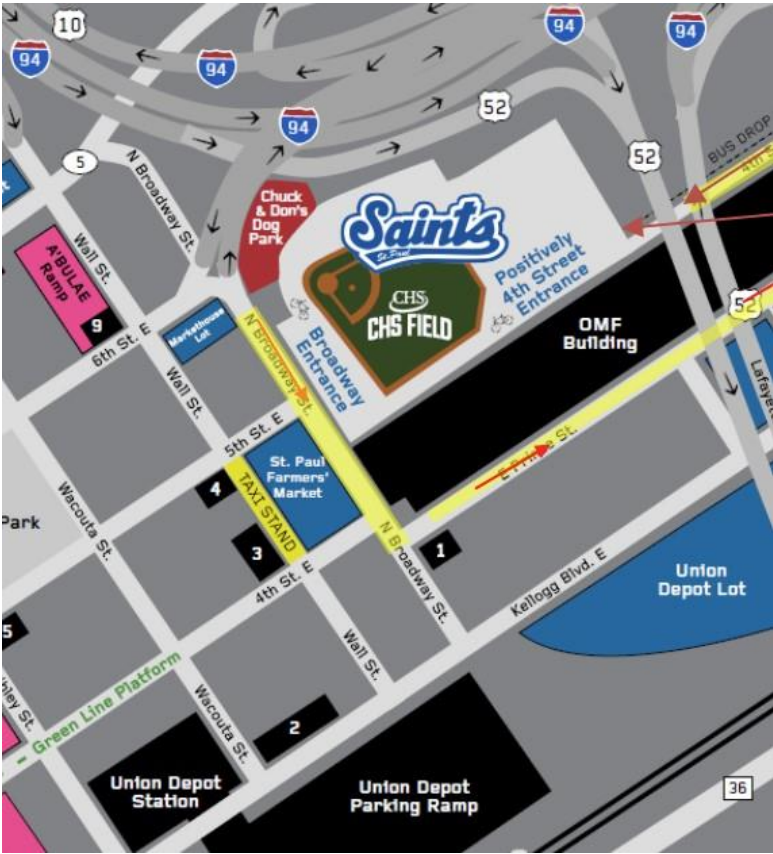 10
94
94
94
94
94
52
52
52
BUS DROP
5
N Broadway St.
Chuck
& Don's
Dog
Park
Saints
St. Paul
CHS
CHS FIELD
Positively
4th Street
Entrance
Wall St.
A'BULAE
Ramp
9
6th St. E
Markethouse
Lot
N Broadway St.
Broadway
Entrance
OMF
Building
Wall St.
5th St. E
St. Paul
Farmers'
Market
TAXI STAND
4
3
4th St. E
N Broadway St.
1
Kellogg Blvd. E
Union
Depot Lot
Park
Wacouta St.
5
Green Line Platform
Wall St.
Wacouta St.
2
Union Depot
Station
Union Depot
Parking Ramp
36